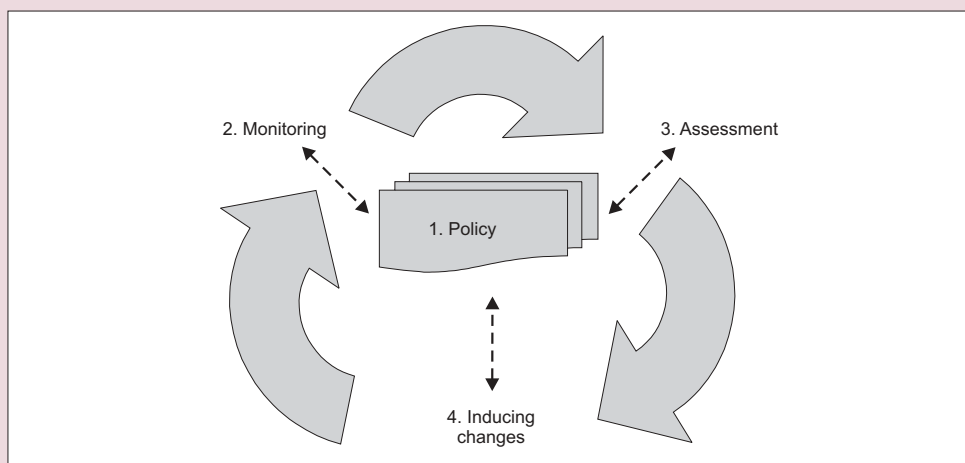 2. Monitoring
3. Assessment
1. Policy
4. Inducing
changes